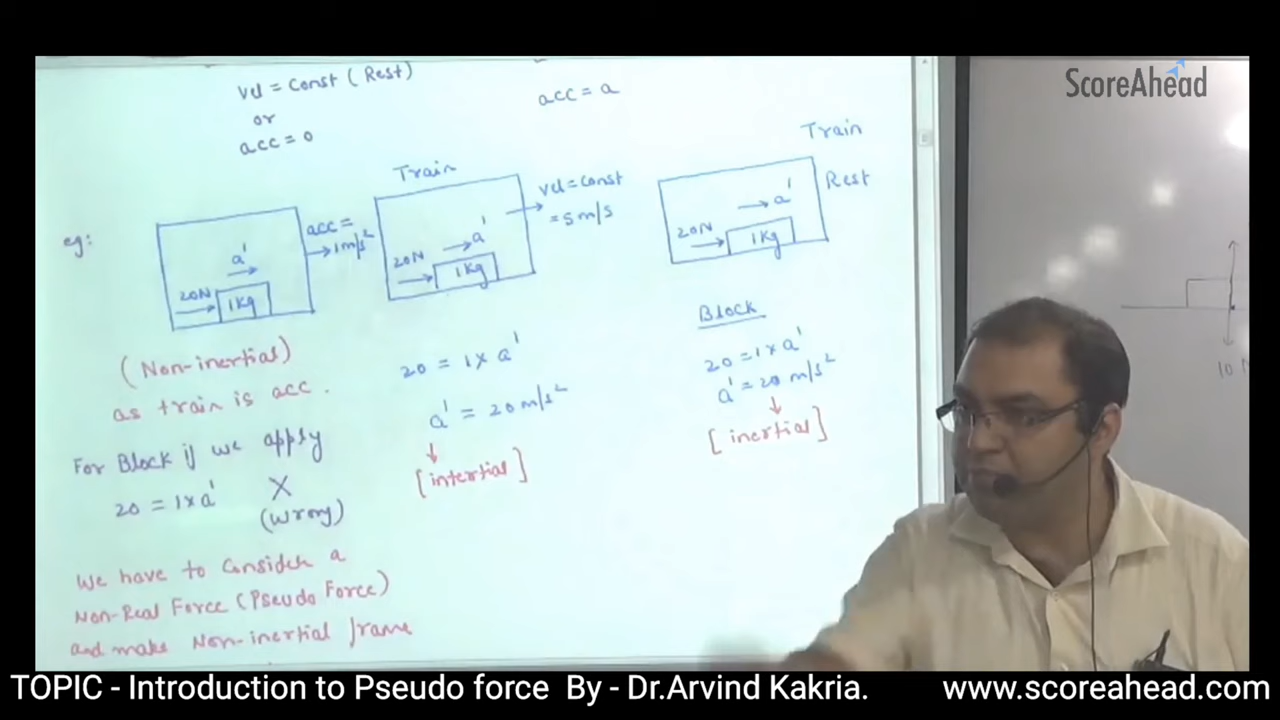 ScoreAhead
vel = Const (Rest)
or
acc = 0
acc = a
eg:
a'
20N
1Kg
acc =
1m/s²
Train
vel = Const
= 5m/s
a'
20N
1Kg
Train
Rest
a'
20N
1Kg
(Non-inertial)
as train is acc.
For Block if we apply
20 = 1 x a' X
(Wrong)
We have to Consider a
Non-Real Force (Pseudo Force)
and make Non-inertial frame
20 = 1 x a'
a' = 20 m/s²
[intertial]
Block
20 = 1 x a'
a' = 20 m/s²
[inertial]
10
TOPIC - Introduction to Pseudo force By - Dr.Arvind Kakria. www.scoreahead.com